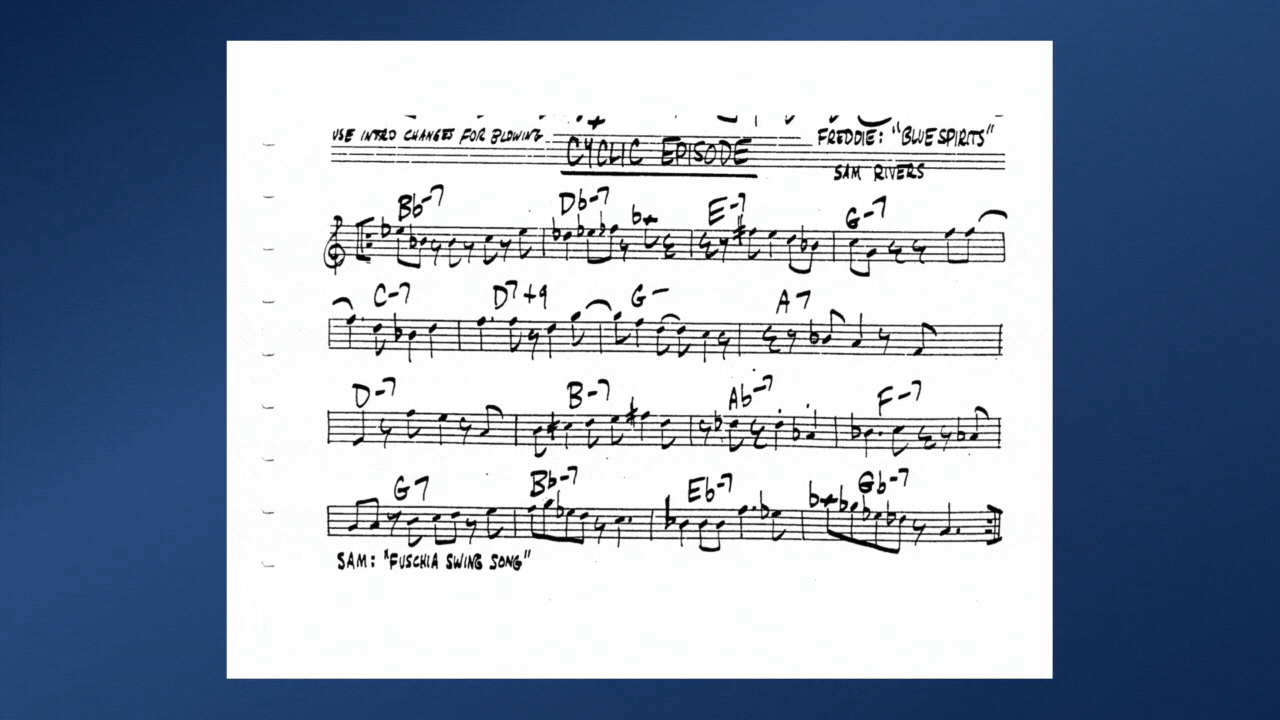 USE INTRO CHANGES FOR BLOWING
CYCLIC EPISODE
FREDDIE: "BLUE SPIRITS"
SAM RIVERS
Bb-7 Db-7 E-7 G-7
C-7 D7+9 G- A-7
D-7 B-7 Ab-7 F-7
G7 Bb-7 Eb-7 Gb-7
SAM: "FUSCHIA SWING SONG"